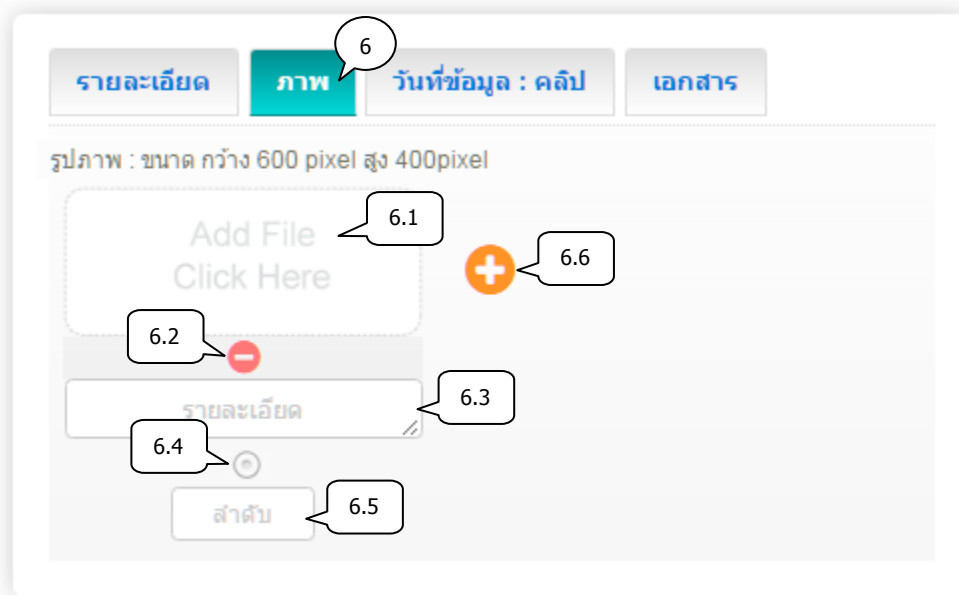 6
รายละเอียด ภาพ วันที่ข้อมูล : คลิป เอกสาร
รูปภาพ : ขนาด กว้าง 600 pixel สูง 400pixel
Add File
Click Here
6.1
6.6
6.2
รายละเอียด
6.3
6.4
ลำดับ
6.5